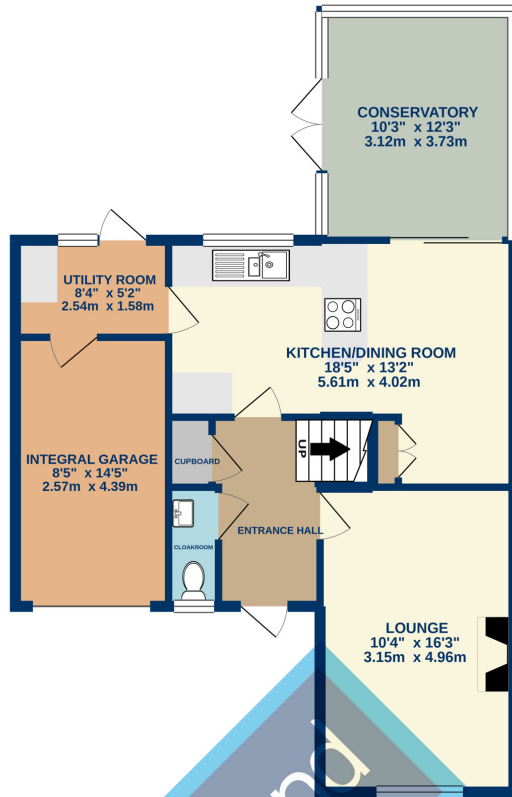 CONSERVATORY
10'3" x 12'3"
3.12m x 3.73m
UTILITY ROOM
8'4" x 5'2"
2.54m x 1.58m
KITCHEN/DINING ROOM
18'5" x 13'2"
5.61m x 4.02m
INTEGRAL GARAGE
8'5" x 14'5"
2.57m x 4.39m
CUPBOARD
UP
CLOAKROOM
ENTRANCE HALL
LOUNGE
10'4" x 16'3"
3.15m x 4.96m